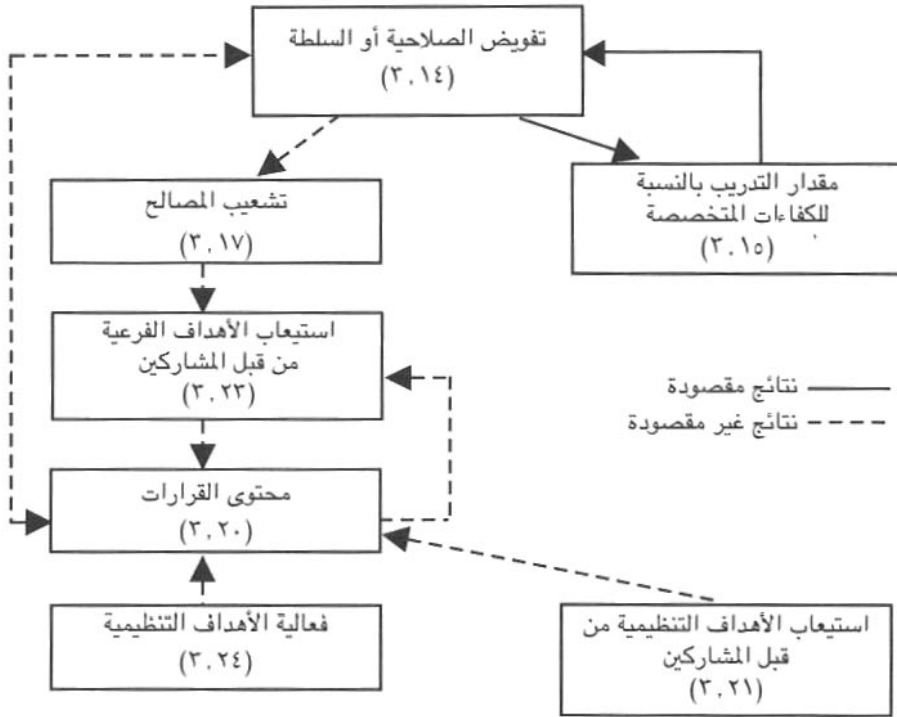 تفويض الصلاحية أو السلطة
(٣,١٤)
مقدار التدريب بالنسبة
للكفاءات المتخصصة
(٣,١٥)
تشعيب المصالح
(٣,١٧)
استيعاب الأهداف الفرعية
من قبل المشاركين
(٣,٢٣)
نتائج مقصودة
نتائج غير مقصودة
محتوى القرارات
(٣,٢٠)
فعالية الأهداف التنظيمية
(٣,٢٤)
استيعاب الأهداف التنظيمية من
قبل المشاركين
(٣,٢١)